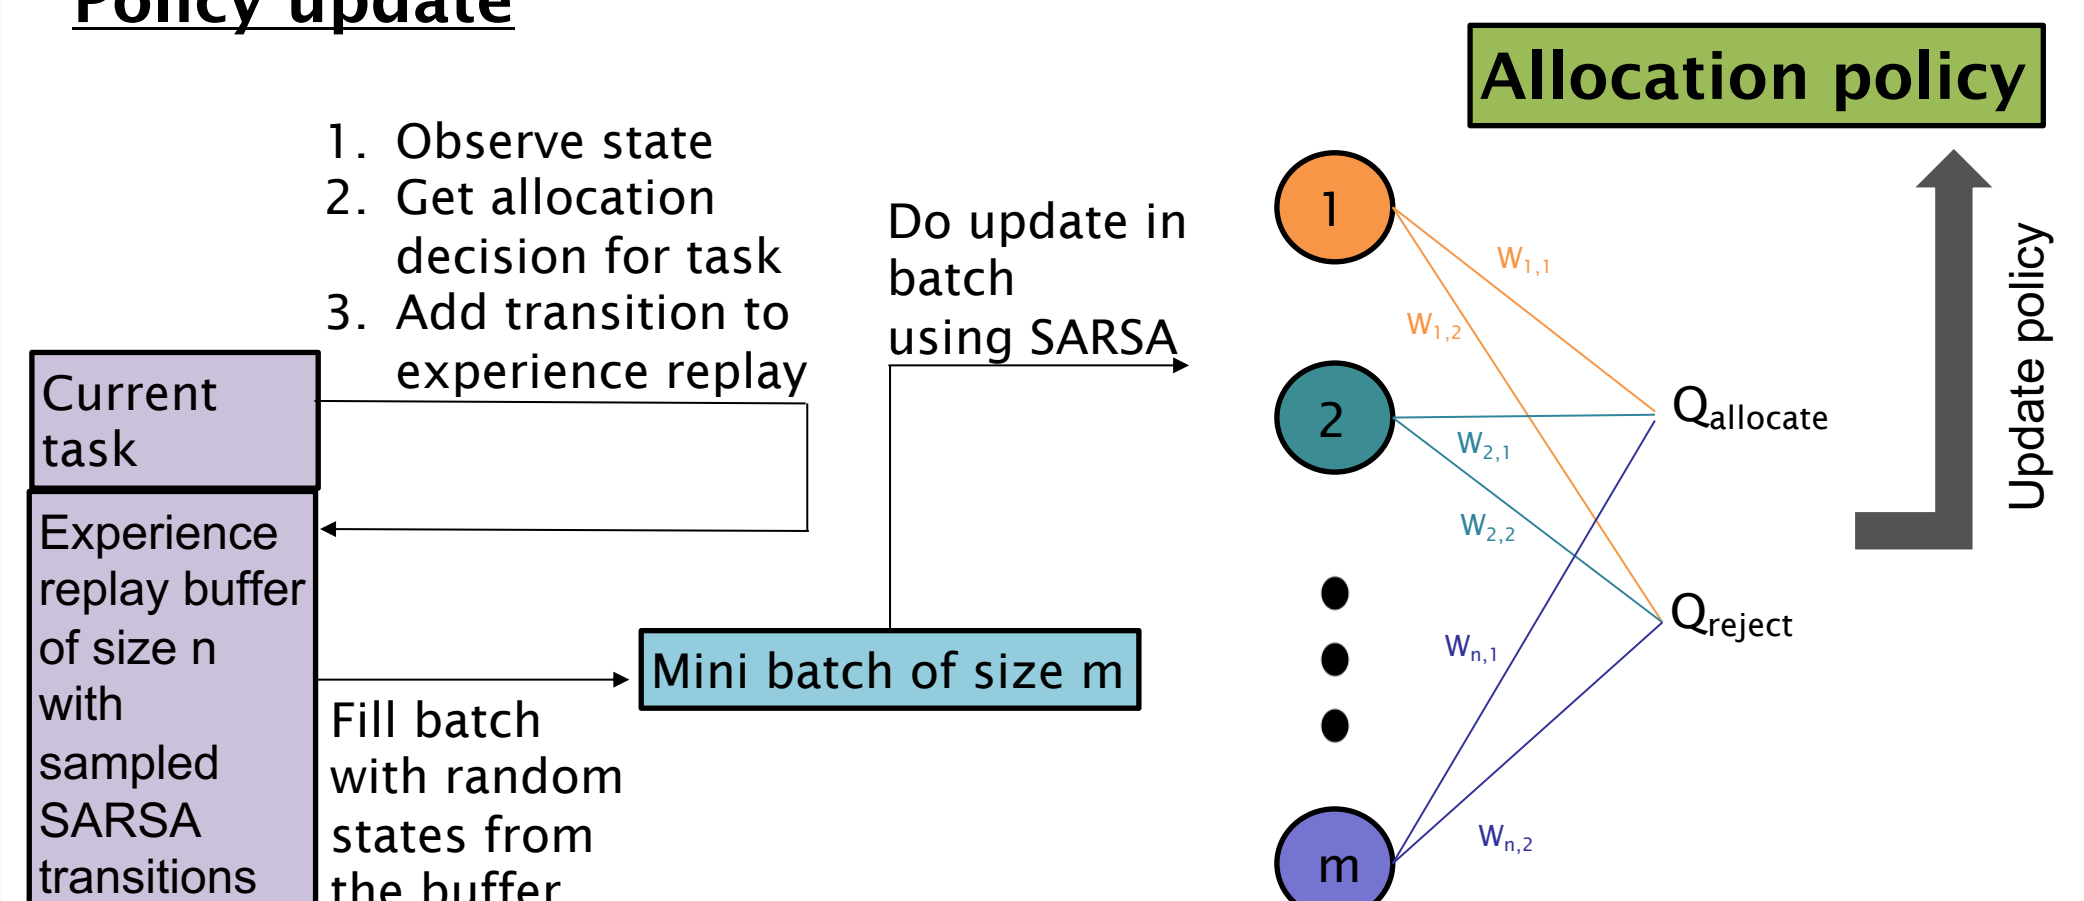 Policy update
Allocation policy
1. Observe state
2. Get allocation
decision for task
3. Add transition to
experience replay
Current
task
Experience
replay buffer
of size n
with
sampled
SARSA
transitions
Fill batch
with random
states from
the buffer
Mini batch of size m
Do update in
batch
using SARSA
1
2
m
W1,1
W1,2
W2,1
W2,2
Wn,1
Wn,2
Qallocate
Qreject
Update policy